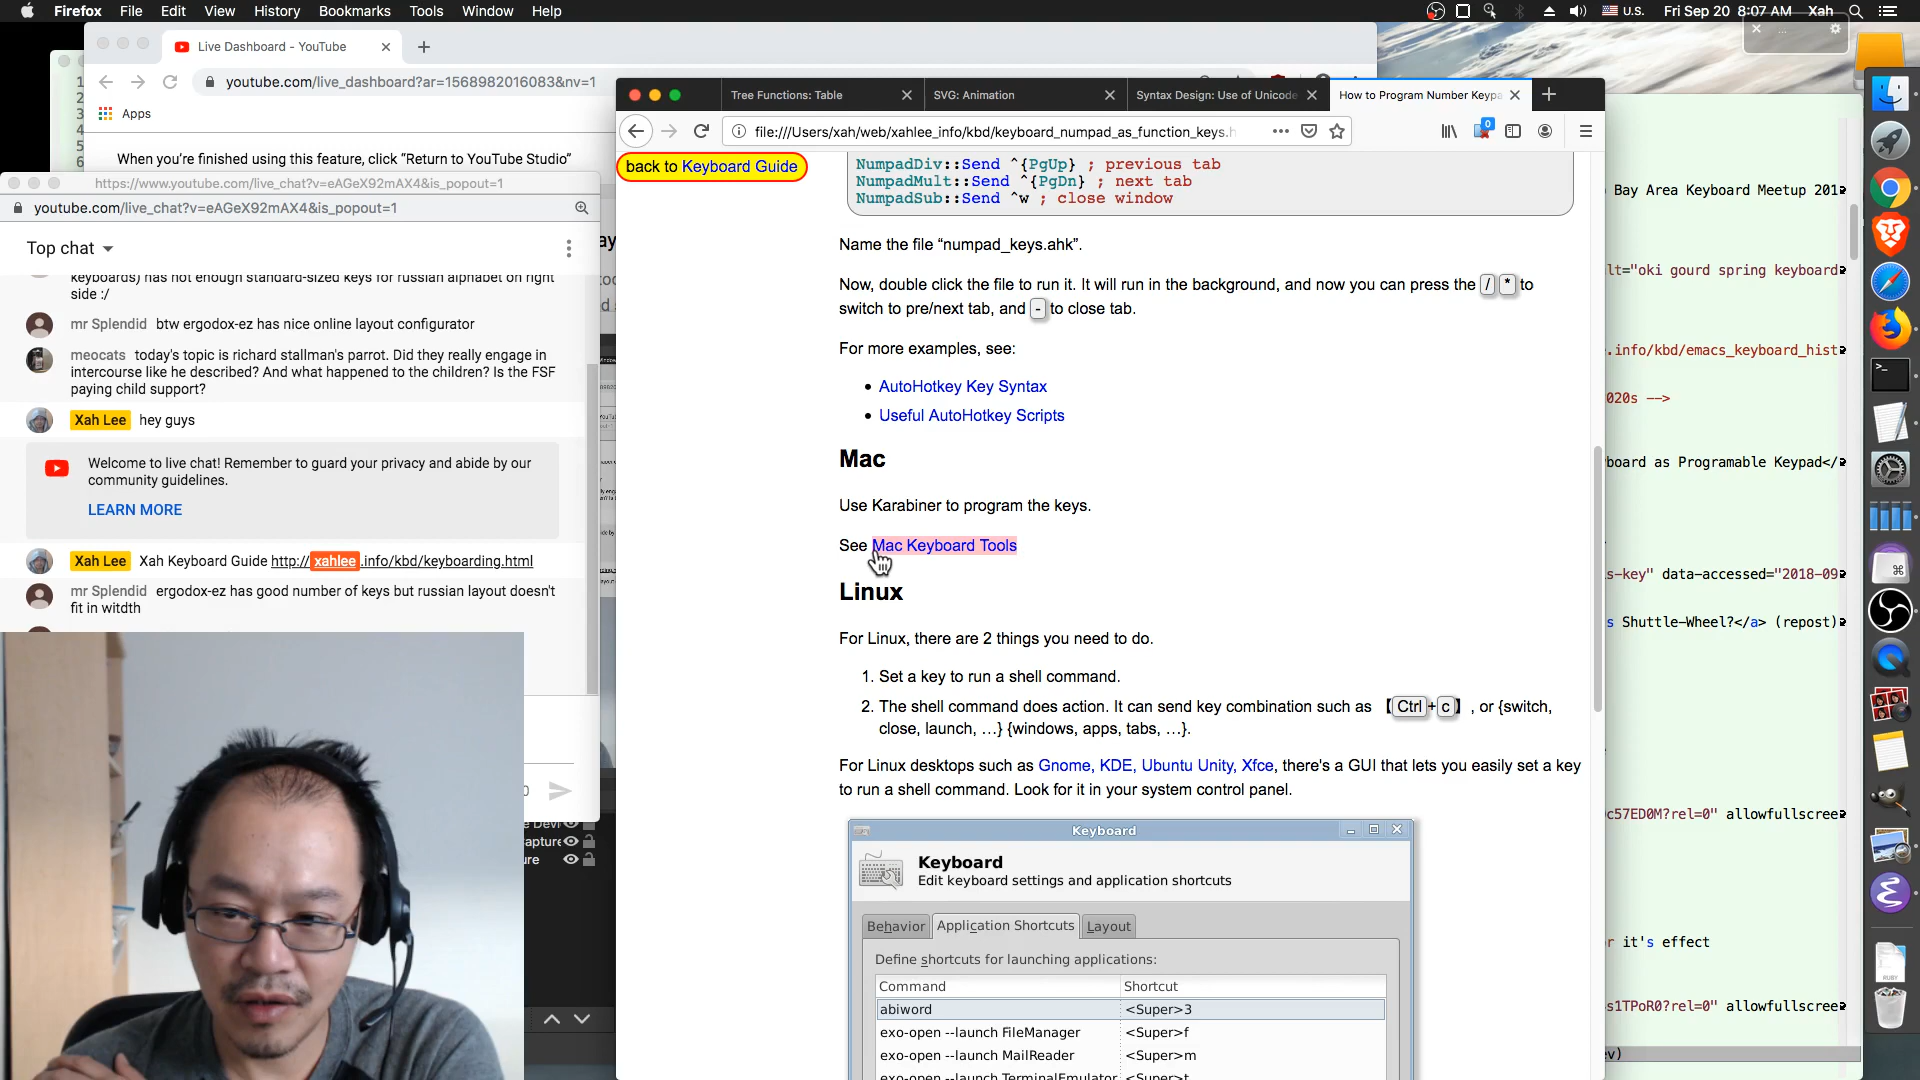 Firefox File Edit View History Bookmarks Tools Window Help
U.S. Fri Sep 20 8:07 AM Xah
Live Dashboard - YouTube
youtube.com/live_dashboard?ar=1568982016083&nv=1
Apps
When you're finished using this feature, click “Return to YouTube Studio”
https://www.youtube.com/live_chat?v=eAGeX92mAX4&is_popout=1
youtube.com/live_chat?v=eAGeX92mAX4&is_popout=1
Top chat
keyboards) has not enough standard-sized keys for russian alphabet on right
side :/
mr Splendid btw ergodox-ez has nice online layout configurator
meocats today's topic is richard stallman's parrot. Did they really engage in
intercourse like he described? And what happened to the children? Is the FSF
paying child support?
Xah Lee hey guys
Welcome to live chat! Remember to guard your privacy and abide by our
community guidelines.
LEARN MORE
Xah Lee Xah Keyboard Guide http://xahlee.info/kbd/keyboarding.html
mr Splendid ergodox-ez has good number of keys but russian layout doesn't
fit in witdth
Tree Functions: Table
SVG: Animation
Syntax Design: Use of Unicode
How to Program Number Keypa
file:///Users/xah/web/xahlee_info/kbd/keyboard_numpad_as_function_keys.h
back to Keyboard Guide
NumpadDiv::Send ^{PgUp} ; previous tab
NumpadMult::Send ^{PgDn} ; next tab
NumpadSub::Send ^w ; close window
Name the file “numpad_keys.ahk”.
Now, double click the file to run it. It will run in the background, and now you can press the / * to
switch to pre/next tab, and - to close tab.
For more examples, see:
• AutoHotkey Key Syntax
• Useful AutoHotkey Scripts
Mac
Use Karabiner to program the keys.
See Mac Keyboard Tools
Linux
For Linux, there are 2 things you need to do.
1. Set a key to run a shell command.
2. The shell command does action. It can send key combination such as 【Ctrl+c】, or {switch,
close, launch, …} {windows, apps, tabs, …}.
For Linux desktops such as Gnome, KDE, Ubuntu Unity, Xfce, there's a GUI that lets you easily set a key
to run a shell command. Look for it in your system control panel.
Keyboard
Keyboard
Edit keyboard settings and application shortcuts
Behavior Application Shortcuts Layout
Define shortcuts for launching applications:
Command Shortcut
abiword <Super>3
exo-open --launch FileManager <Super>f
exo-open --launch MailReader <Super>m
exo-open --launch TerminalEmulator <Super>t
Bay Area Keyboard Meetup 201
lt="oki gourd spring keyboard
.info/kbd/emacs_keyboard_hist
020s -->
board as Programable Keypad</
s-key" data-accessed="2018-09
s Shuttle-Wheel?</a> (repost)
c57ED0M?rel=0" allowfullscree
r it's effect
s1TPoR0?rel=0" allowfullscree
ev)